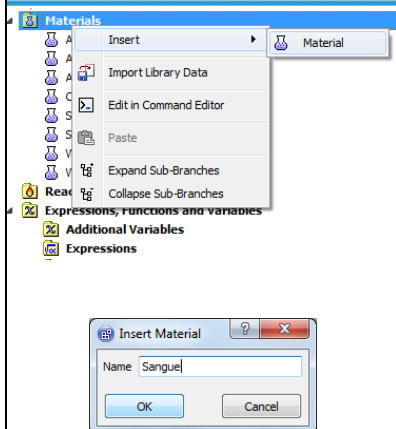 Materials
A Insert Material
A
A Import Library Data
C
S Edit in Command Editor
S Paste
W
W Expand Sub-Branches
Reac Collapse Sub-Branches
Expressions, Functions and Variables
Additional Variables
Expressions
Insert Material
Name Sangue
OK Cancel